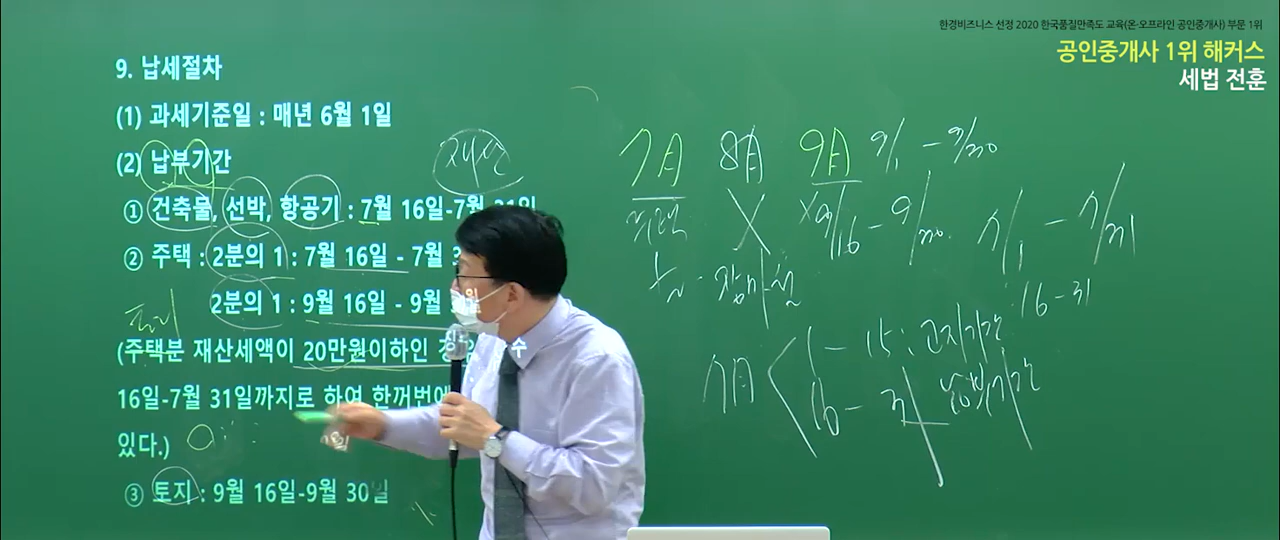 한경비즈니스 선정 2020 한국품질만족도 교육(온·오프라인 공인중개사) 부문 1위
공인중개사 1위 해커스
세법 전훈
9. 납세절차
(1) 과세기준일 : 매년 6월 1일
(2) 납부기간
① 건축물, 선박, 항공기 : 7월 16일-7월 31일
② 주택 : 2분의 1 : 7월 16일 - 7월 3
2분의 1 : 9월 16일 - 9월
(주택분 재산세액이 20만원이하인 경우 수
16일-7월 31일까지로 하여 한꺼번에
있다.)
③ 토지 : 9월 16일-9월 30일
재산
7月 8月 9月 9/1 - 9/30
9/16 - 9/30 7/1 - 7/31
16-31
7月 1 - 15 : 고지기간
16 - 31 납부기간